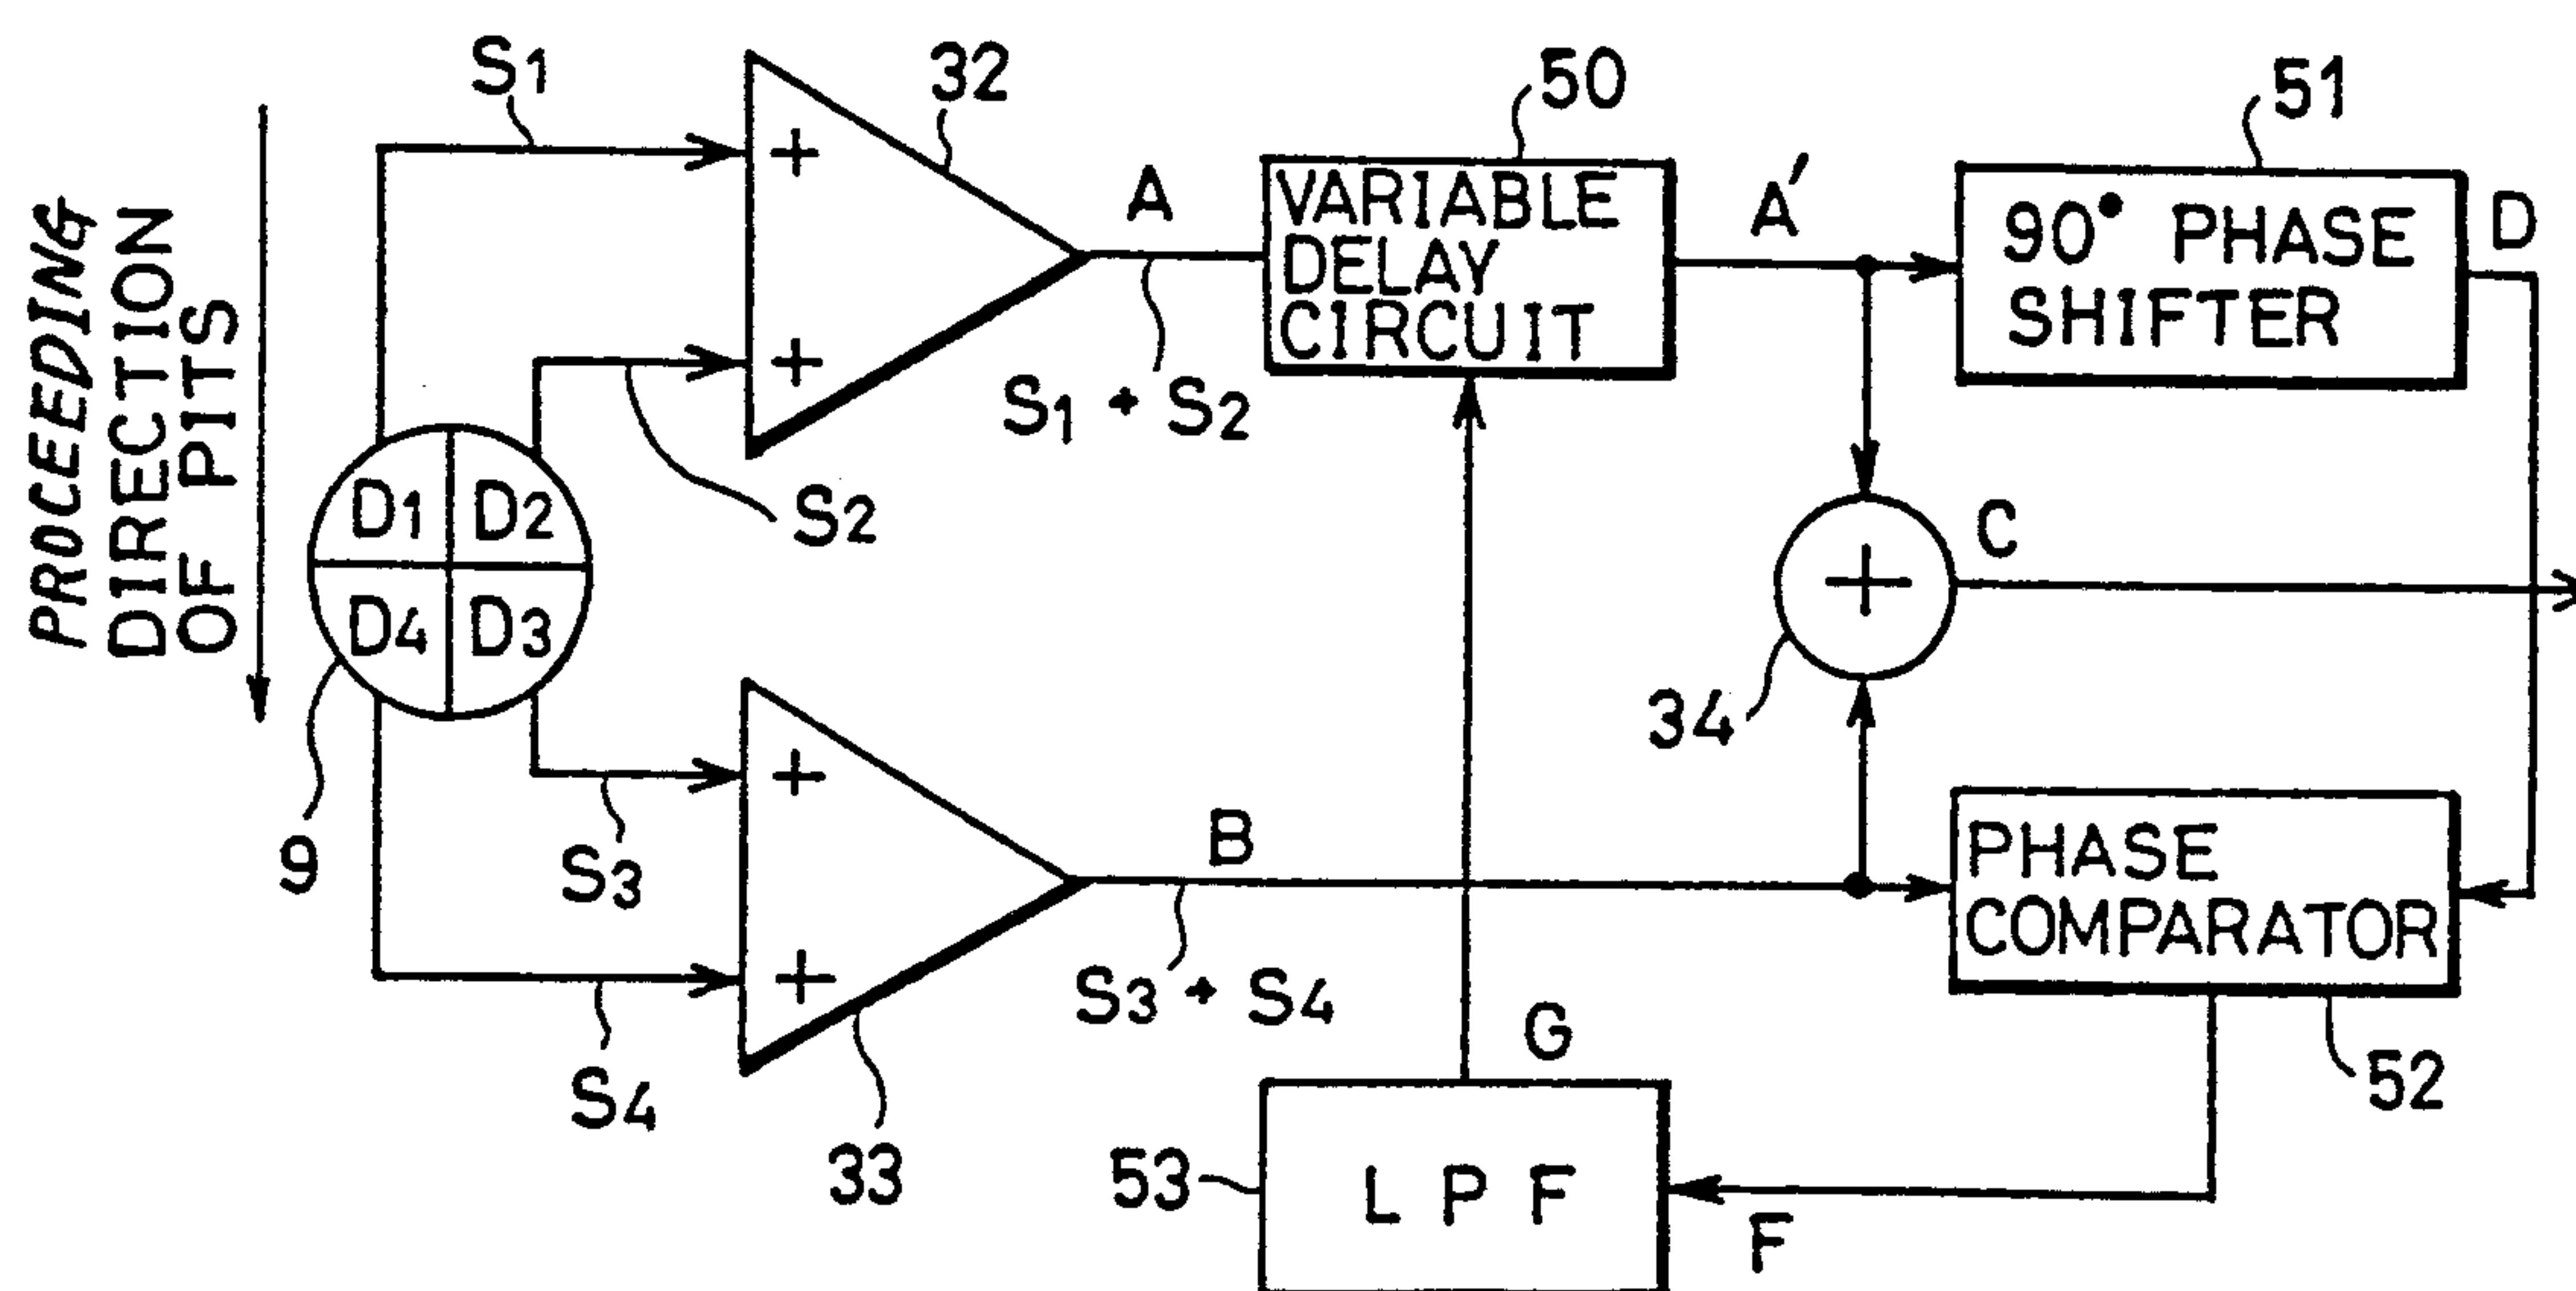 PROCEEDING
DIRECTION
OF PITS
S1
32
50
51
+
A
VARIABLE
DELAY
CIRCUIT
A'
90° PHASE
SHIFTER
D
+
S1 + S2
S2
D1
D2
D4
D3
C
+
34
9
S3
+
B
PHASE
COMPARATOR
S4
+
S3 + S4
33
G
52
53
LPF
F